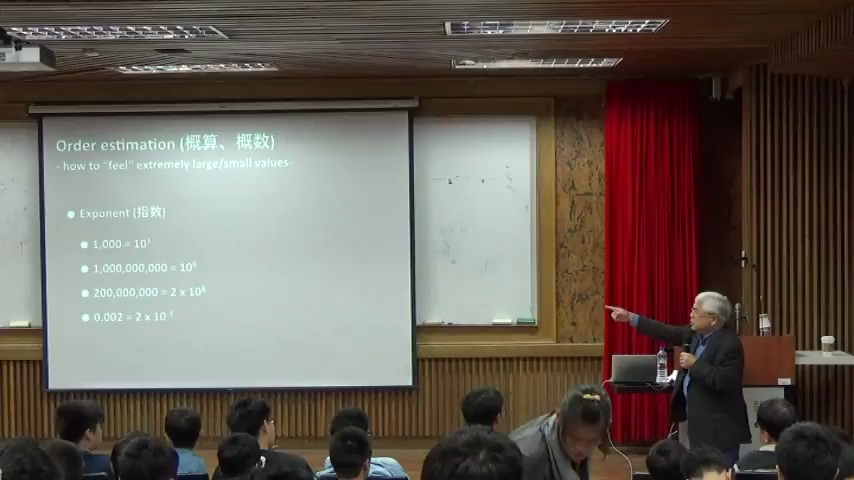 Order estimation (概算、概数)
- how to “feel” extremely large/small values-
● Exponent (指数)
● 1,000 = 10³
● 1,000,000,000 = 10⁹
● 200,000,000 = 2 x 10⁸
● 0.002 = 2 x 10⁻³